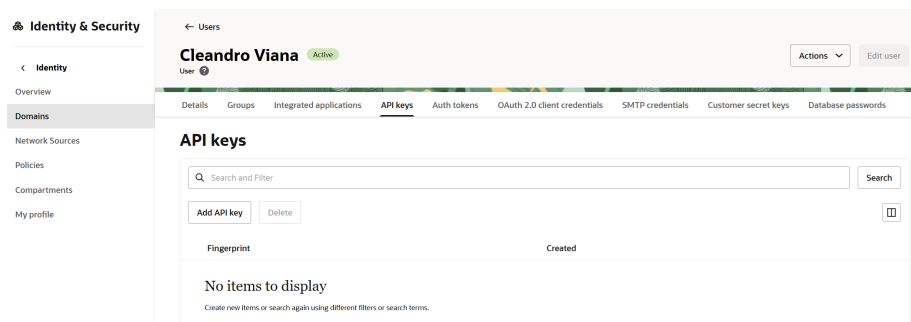 Identity & Security
Identity
Overview
Domains
Network Sources
Policies
Compartments
My profile
← Users
Cleandro Viana Active
User ?
Actions Edit user
Details Groups Integrated applications API keys Auth tokens OAuth 2.0 client credentials SMTP credentials Customer secret keys Database passwords
API keys
Search and Filter Search
Add API key Delete
Fingerprint Created
No items to display
Create new items or search again using different filters or search terms.